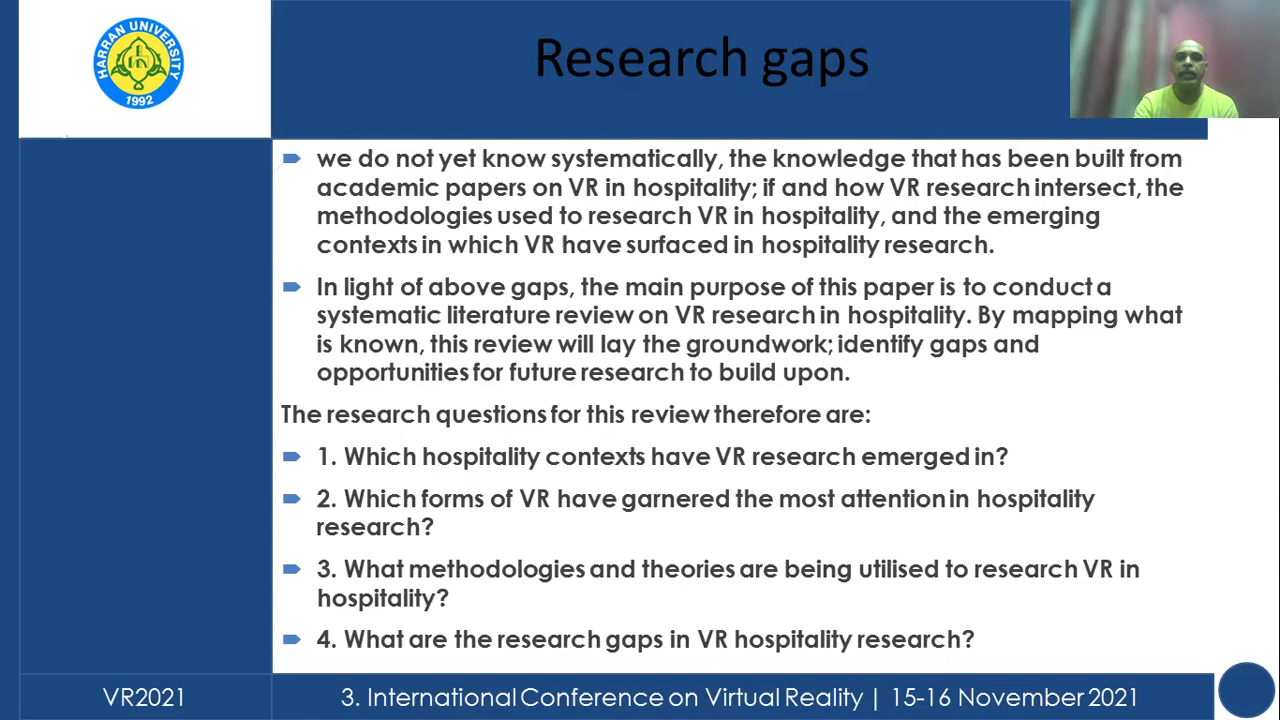 HARRAN UNIVERSITY
1992
Research gaps
we do not yet know systematically, the knowledge that has been built from
academic papers on VR in hospitality; if and how VR research intersect, the
methodologies used to research VR in hospitality, and the emerging
contexts in which VR have surfaced in hospitality research.
In light of above gaps, the main purpose of this paper is to conduct a
systematic literature review on VR research in hospitality. By mapping what
is known, this review will lay the groundwork; identify gaps and
opportunities for future research to build upon.
The research questions for this review therefore are:
1. Which hospitality contexts have VR research emerged in?
2. Which forms of VR have garnered the most attention in hospitality
research?
3. What methodologies and theories are being utilised to research VR in
hospitality?
4. What are the research gaps in VR hospitality research?
VR2021
3. International Conference on Virtual Reality | 15-16 November 2021